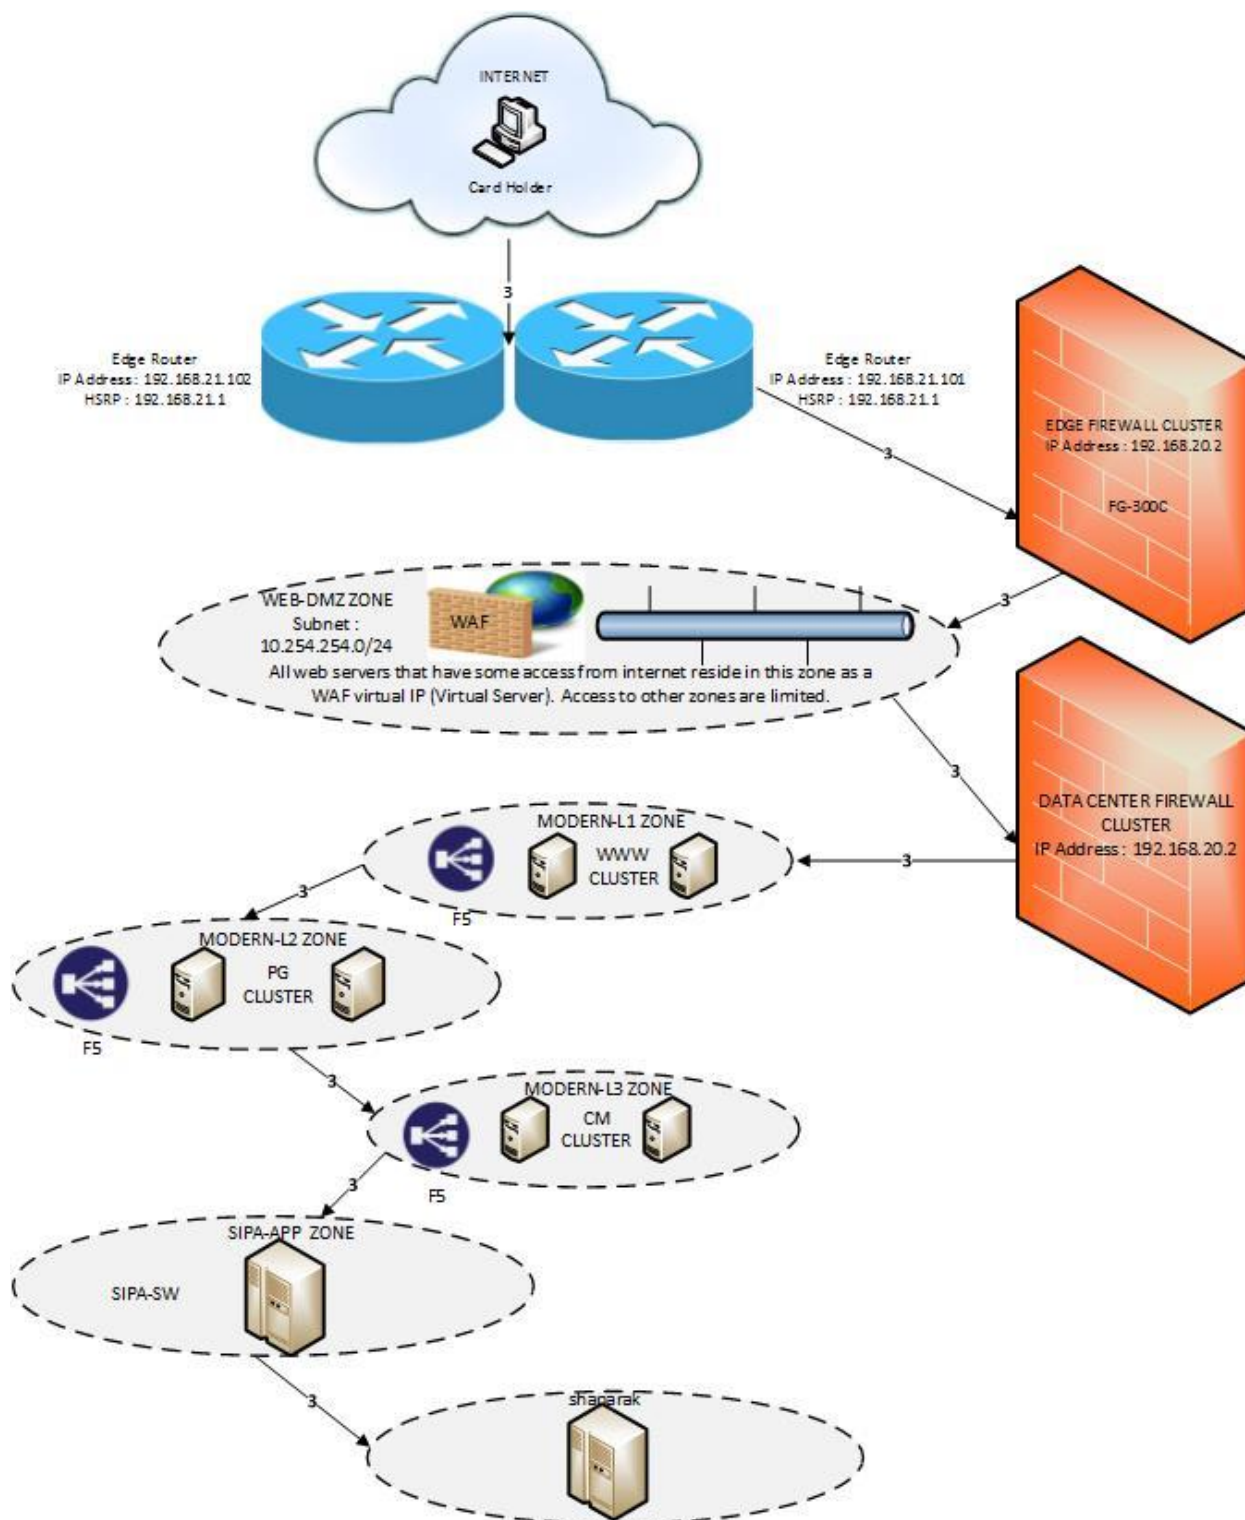 INTERNET
Card Holder
3
Edge Router
IP Address : 192.168.21.102
HSRP : 192.168.21.1
Edge Router
IP Address : 192.168.21.101
HSRP : 192.168.21.1
3
EDGE FIREWALL CLUSTER
IP Address : 192.168.20.2
FG-300C
3
WEB-DMZ ZONE
Subnet :
10.254.254.0/24
WAF
All web servers that have some access from internet reside in this zone as a
WAF virtual IP (Virtual Server). Access to other zones are limited.
3
DATA CENTER FIREWALL
CLUSTER
IP Address : 192.168.20.2
3
MODERN-L1 ZONE
WWW
CLUSTER
F5
3
MODERN-L2 ZONE
PG
CLUSTER
F5
3
MODERN-L3 ZONE
CM
CLUSTER
F5
3
SIPA-APP ZONE
SIPA-SW
3
shaparak